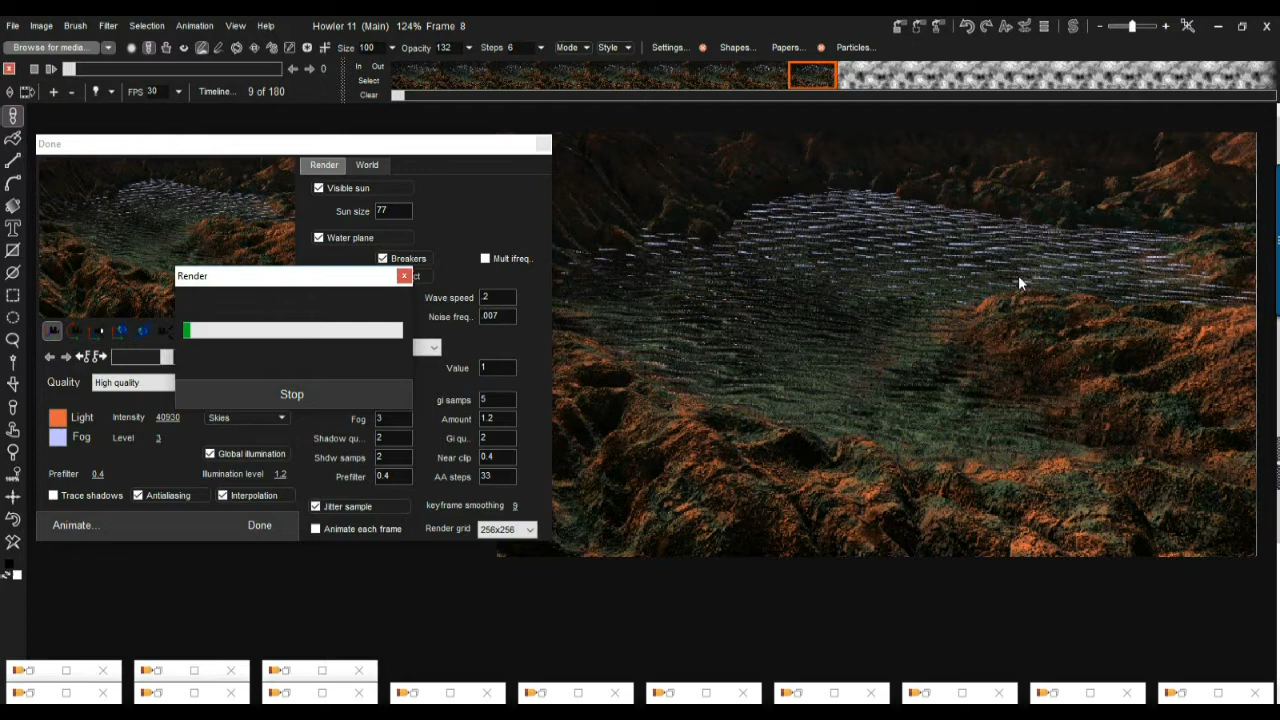 File Image Brush Filter Selection Animation View Help Howler 11 (Main) 124% Frame 8
Browse for media... Size 100 Opacity 132 Steps 6 Mode Style Settings... Shapes... Papers... Particles...
0 In Out
Select
FPS 30 Timeline... 9 of 180 Clear
Done
Render World
Visible sun
Sun size 77
Water plane
Breakers Mult ifreq..
Render ct
Wave speed 2
Noise freq.. .007
Value 1
Quality High quality
Stop gi samps 5
Light Intensity 40930 Skies Fog 3 Amount 1.2
Fog Level 3 Shadow qu... 2 Gi qu.. 2
Global illumination Shdw samps 2 Near clip 0.4
Prefilter 0.4 Illumination level 1.2 Prefilter 0.4 AA steps 33
Trace shadows Antialiasing Interpolation Jitter sample keyframe smoothing 9
Animate... Done Animate each frame Render grid 256x256
100%